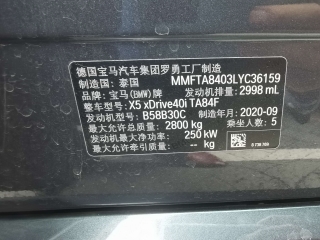 德国宝马汽车集团罗勇工厂制造
制造国: 泰国 MMFTA8403LYC36159
品牌: 宝马(BMW)牌 发动机排量: 2998 mL
整车型号: X5 xDrive40i TA84F
发动机型号: B58B30C 制造年月: 2020-09
最大允许总质量: 2800 kg 乘坐人数: 5
发动机最大净功率: 250 kW
最大允许牵引质量: -- kg